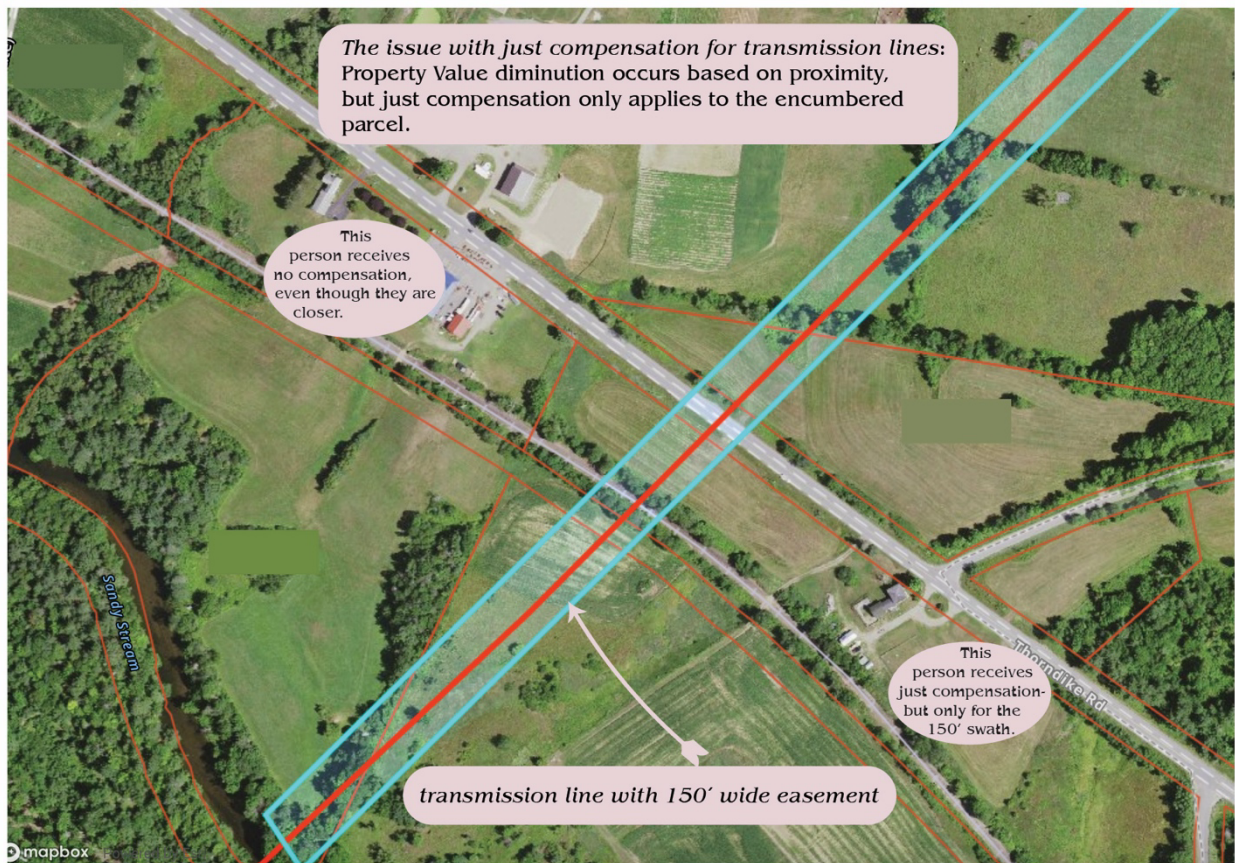 The issue with just compensation for transmission lines:
Property Value diminution occurs based on proximity,
but just compensation only applies to the encumbered
parcel.
This
person receives
no compensation,
even though they are
closer.
This
person receives
just compensation-
but only for the
150’ swath.
Thorndike Rd
Sandy Stream
transmission line with 150’ wide easement
mapbox